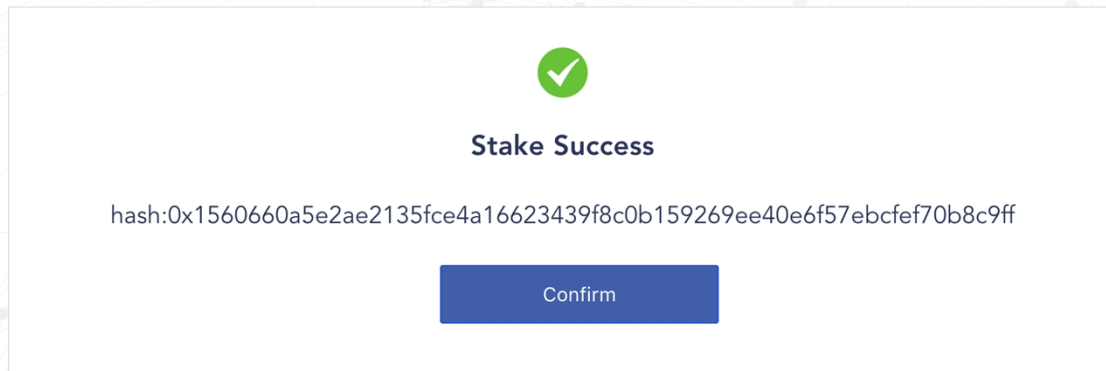 Stake Success
hash:0x1560660a5e2ae2135fce4a16623439f8c0b159269ee40e6f57ebcfef70b8c9ff
Confirm